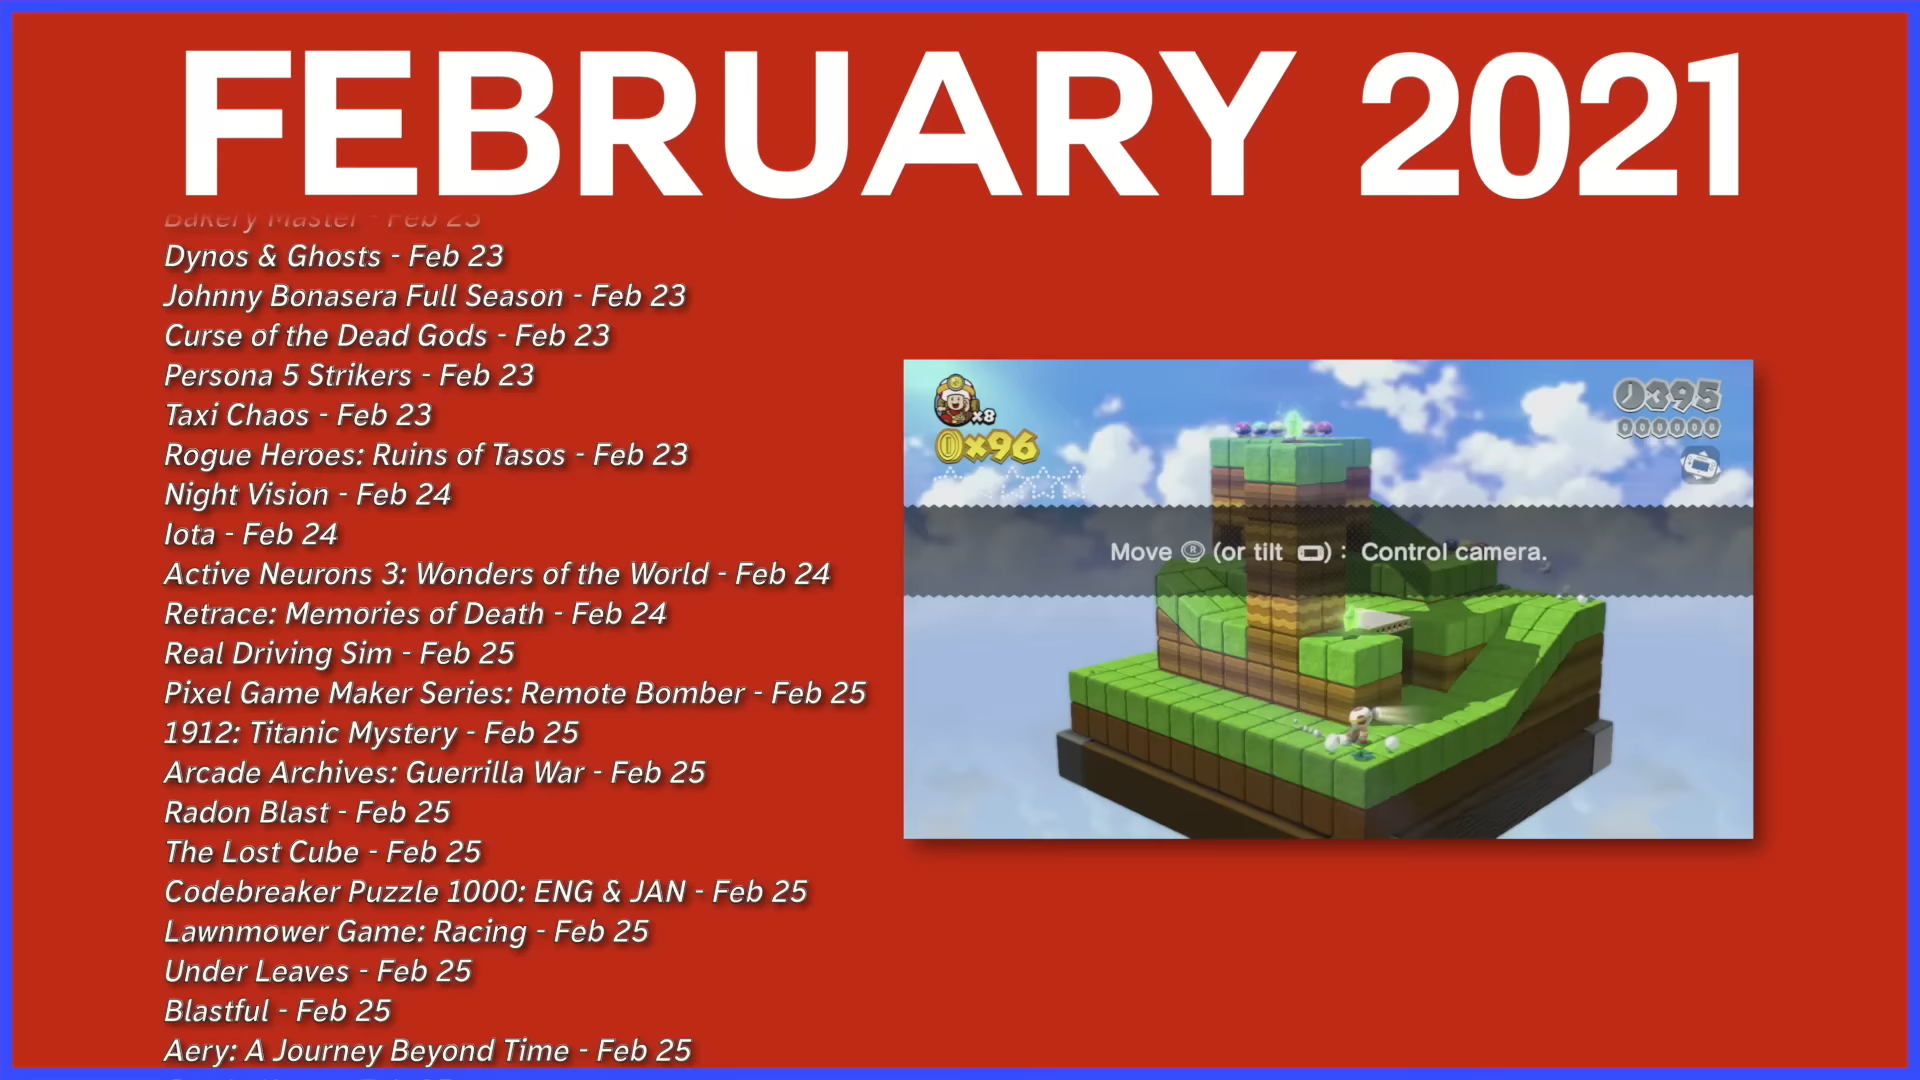 FEBRUARY 2021
Bakery Master - Feb 23
Dynos & Ghosts - Feb 23
Johnny Bonasera Full Season - Feb 23
Curse of the Dead Gods - Feb 23
Persona 5 Strikers - Feb 23
Taxi Chaos - Feb 23
Rogue Heroes: Ruins of Tasos - Feb 23
Night Vision - Feb 24
Iota - Feb 24
Active Neurons 3: Wonders of the World - Feb 24
Retrace: Memories of Death - Feb 24
Real Driving Sim - Feb 25
Pixel Game Maker Series: Remote Bomber - Feb 25
1912: Titanic Mystery - Feb 25
Arcade Archives: Guerrilla War - Feb 25
Radon Blast - Feb 25
The Lost Cube - Feb 25
Codebreaker Puzzle 1000: ENG & JAN - Feb 25
Lawnmower Game: Racing - Feb 25
Under Leaves - Feb 25
Blastful - Feb 25
Aery: A Journey Beyond Time - Feb 25
x8
x96
395
000000
Move R (or tilt ) : Control camera.